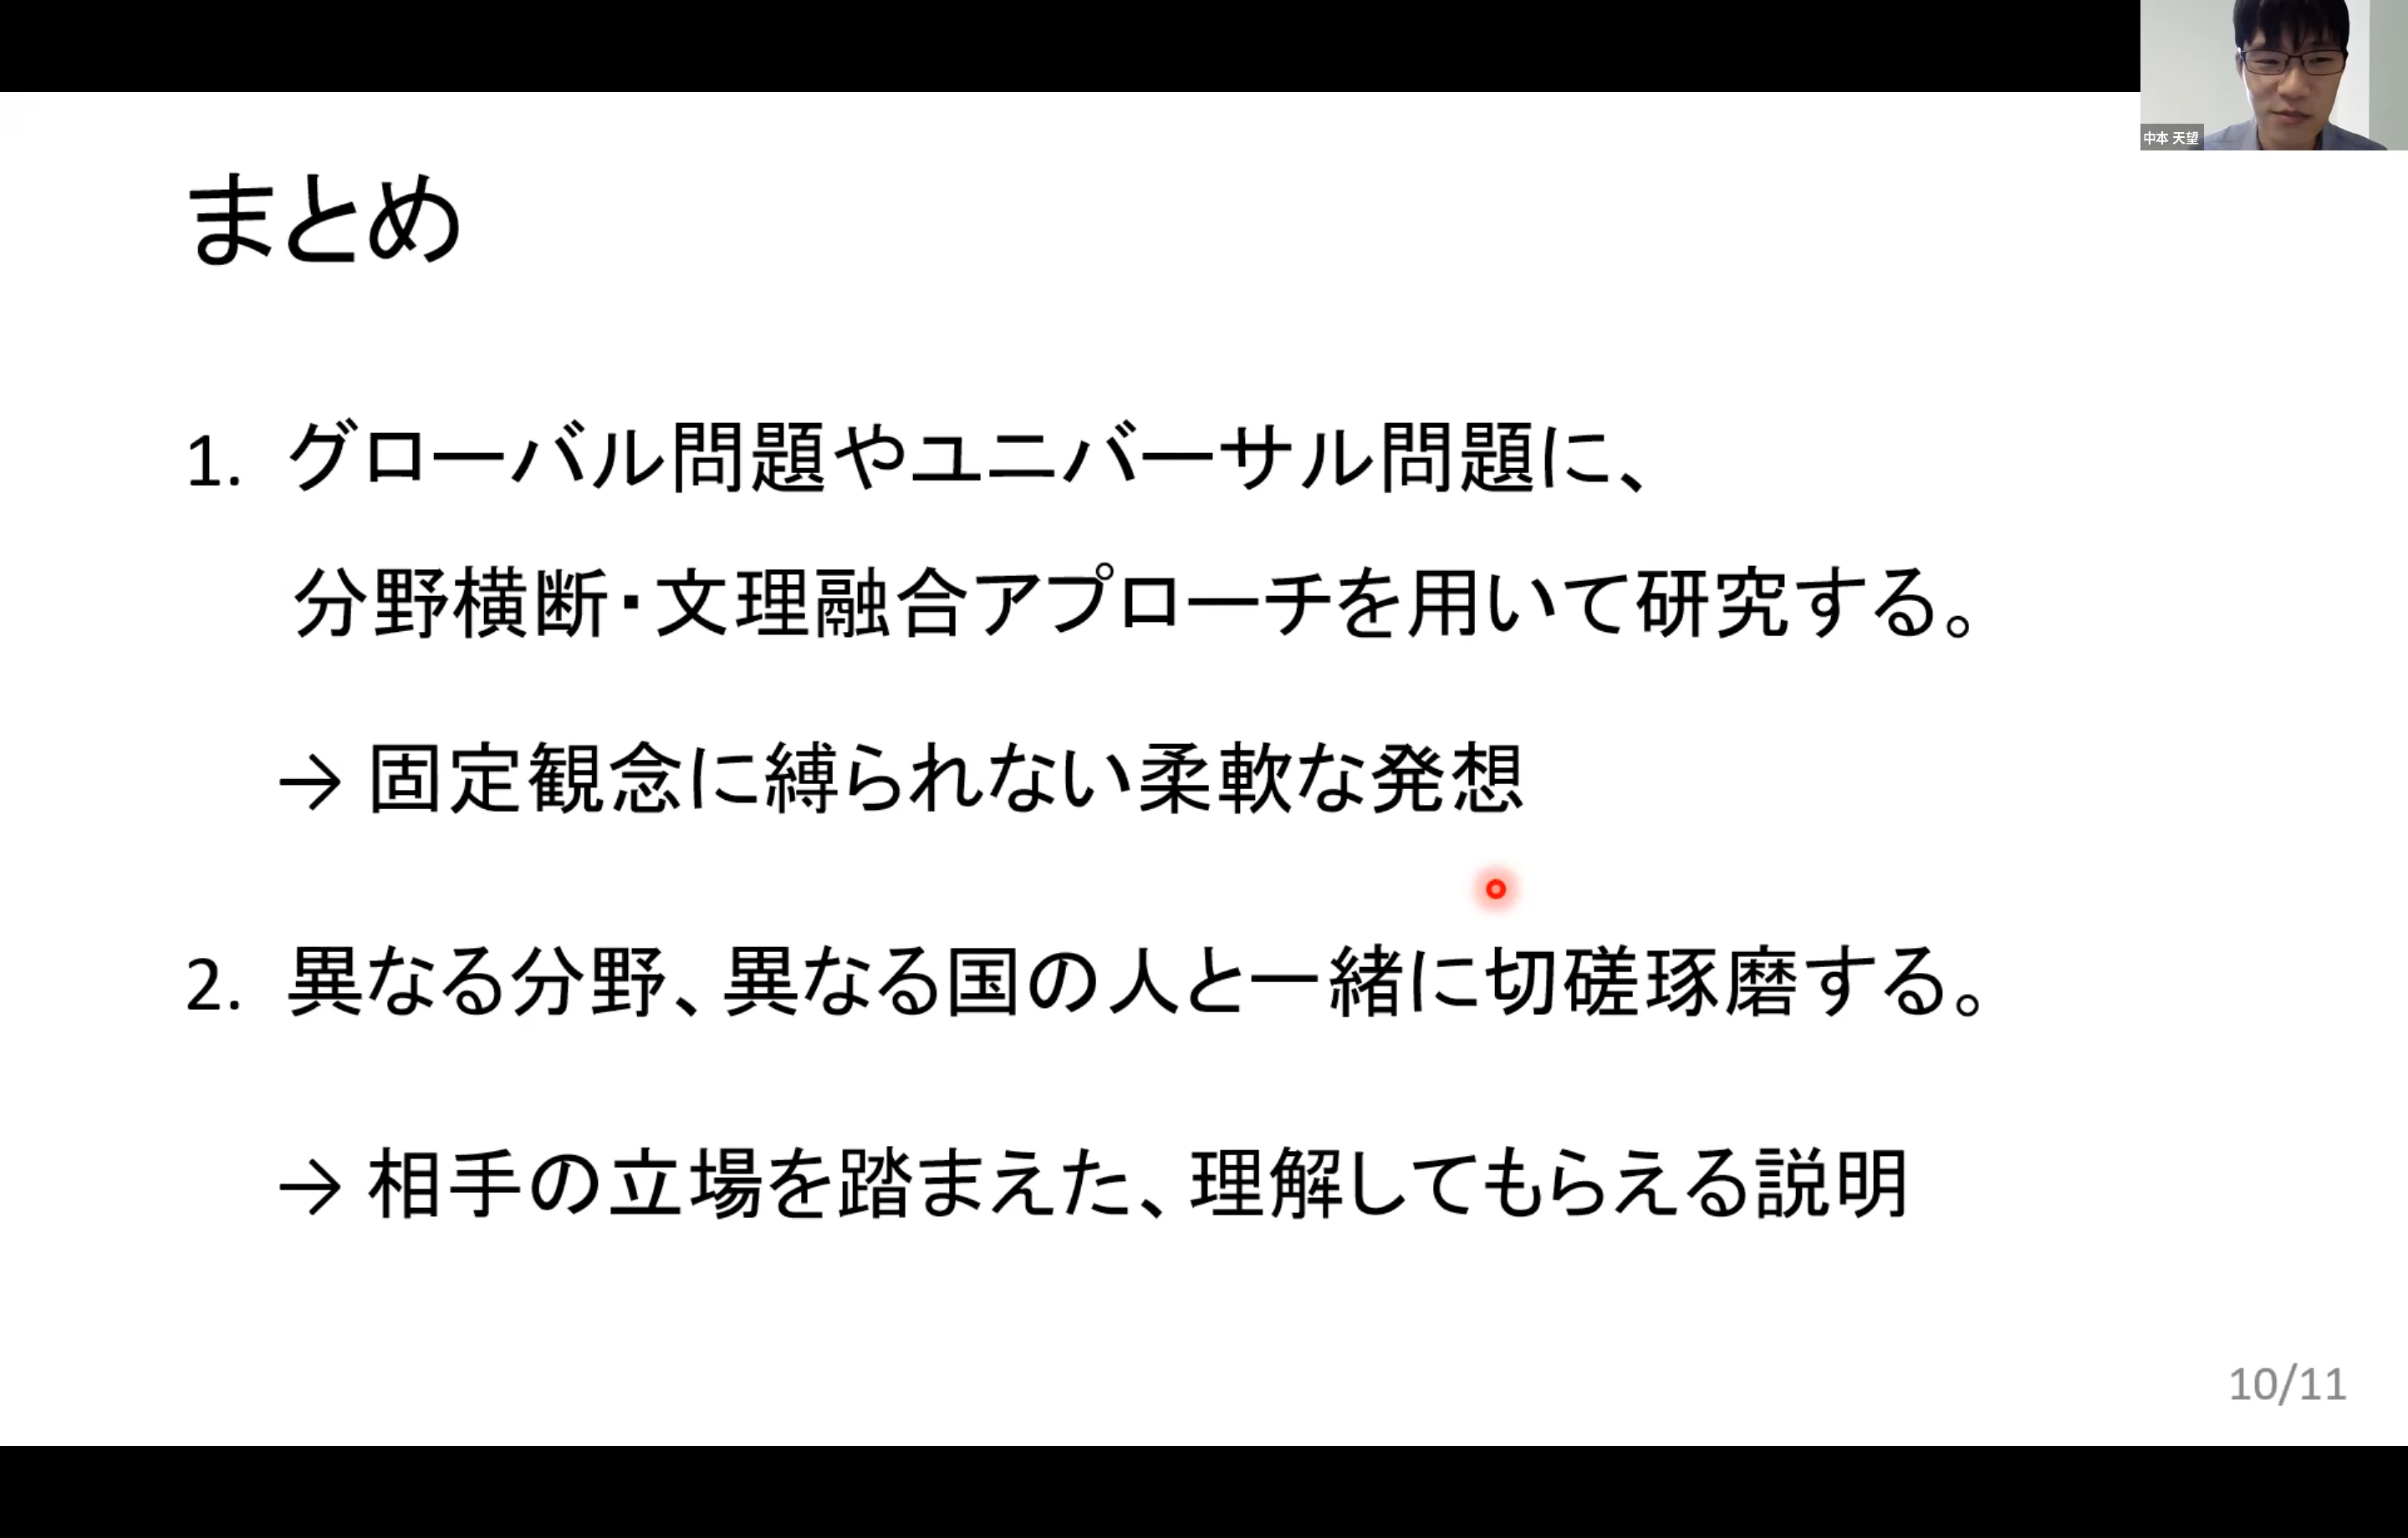 中本 天望
まとめ
1. グローバル問題やユニバーサル問題に、
分野横断・文理融合アプローチを用いて研究する。
→ 固定観念に縛られない柔軟な発想
2. 異なる分野、異なる国の人と一緒に切磋琢磨する。
→ 相手の立場を踏まえた、理解してもらえる説明
10/11